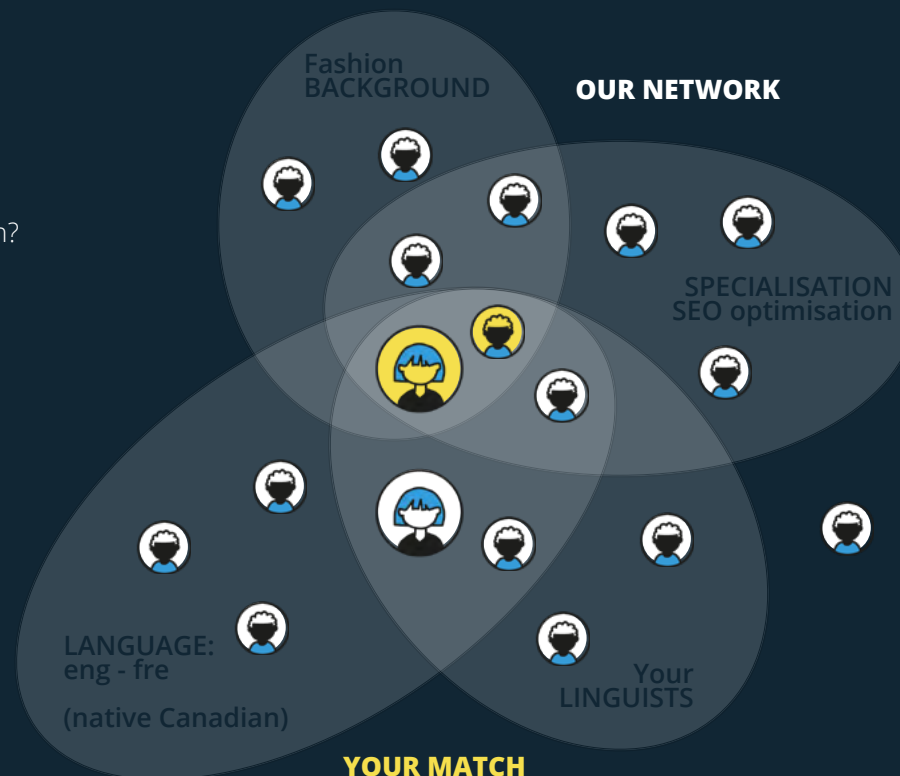 Fashion
BACKGROUND
OUR NETWORK
n?
SPECIALISATION
SEO optimisation
LANGUAGE:
eng - fre
(native Canadian)
Your
LINGUISTS
YOUR MATCH